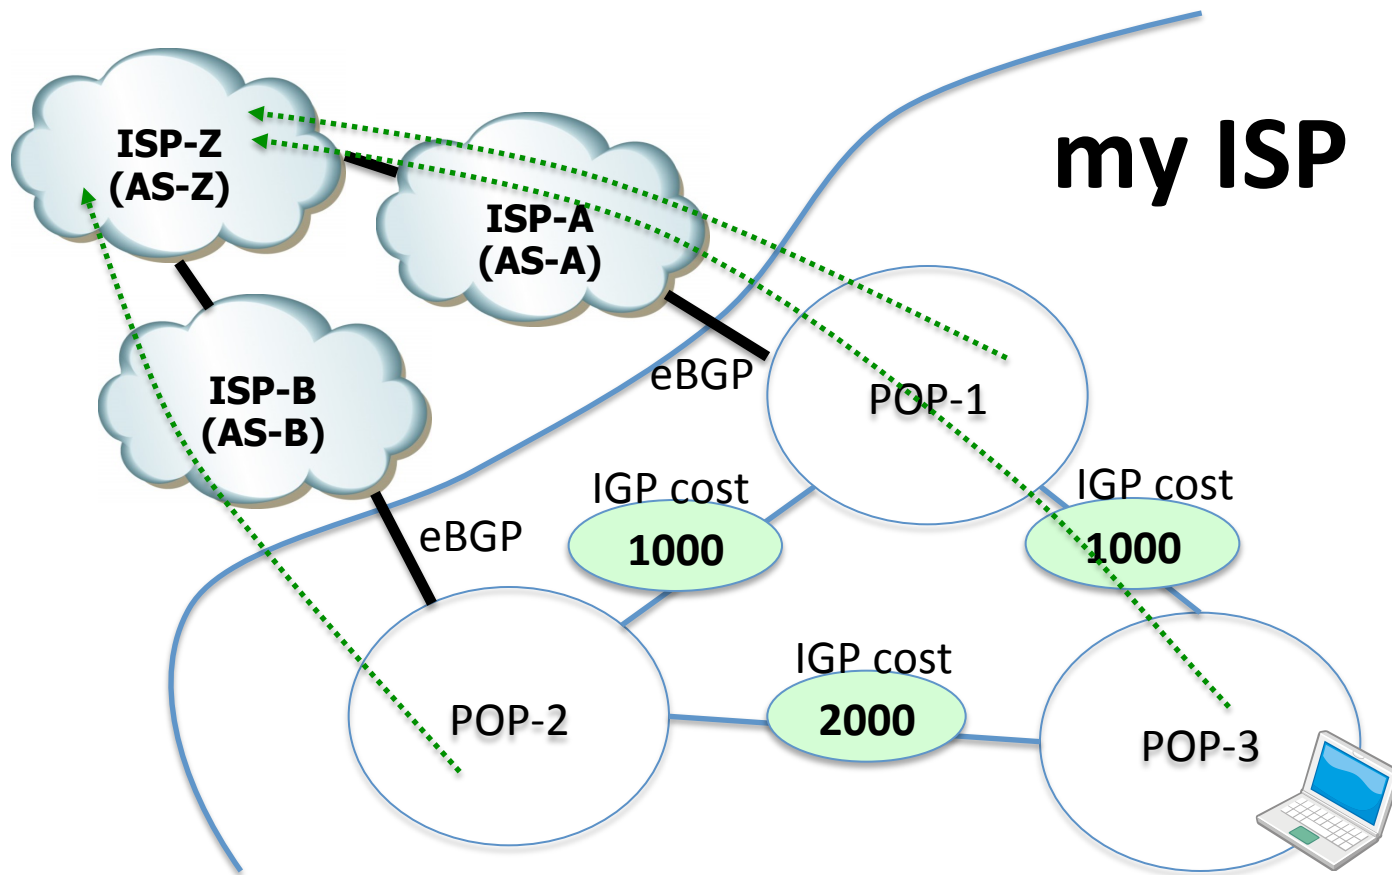 my ISP
ISP-Z
(AS-Z)
ISP-A
(AS-A)
eBGP
POP-1
ISP-B
(AS-B)
IGP cost
1000
IGP cost
1000
eBGP
IGP cost
2000
POP-2
POP-3